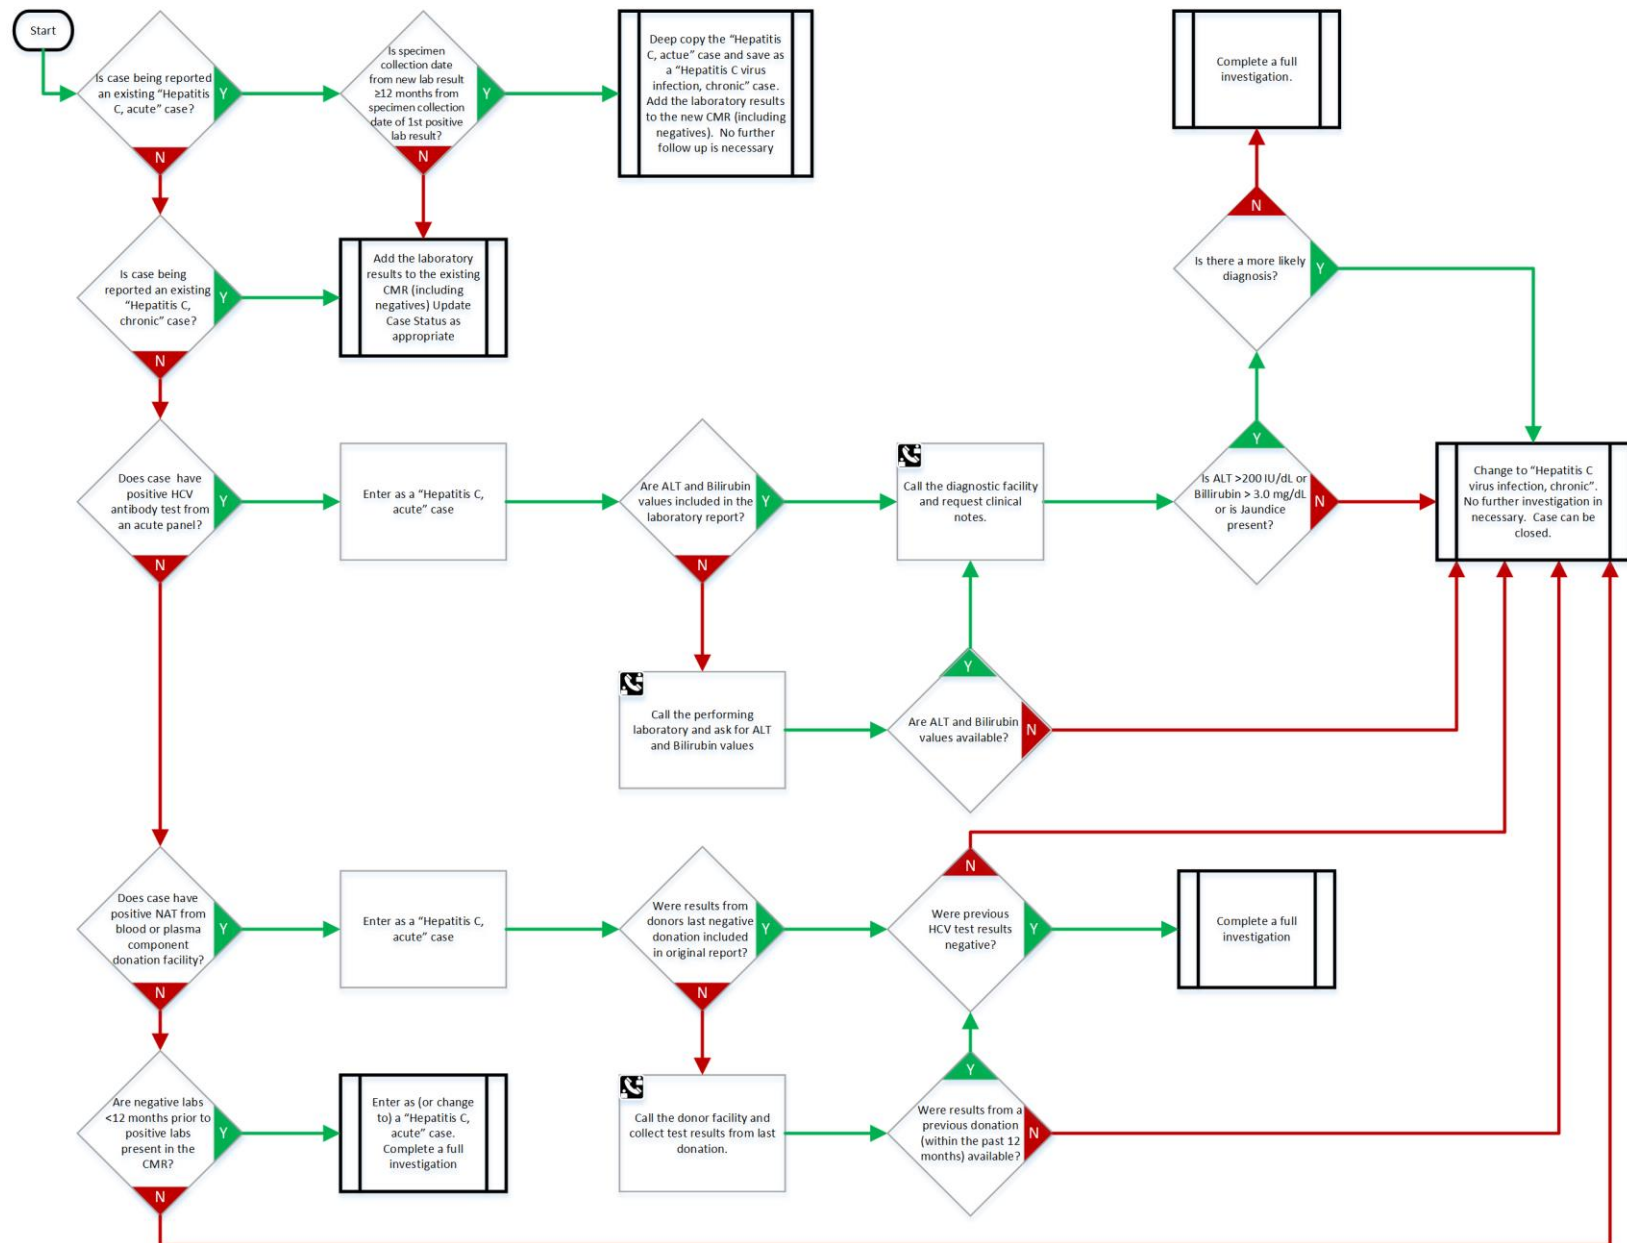 Start
Is case being reported
an existing “Hepatitis
C, acute” case?
Y
N
Is specimen
collection date
from new lab result
≥12 months from
specimen collection
date of 1st positive
lab result?
Y
N
Deep copy the “Hepatitis
C, actue” case and save as
a “Hepatitis C virus
infection, chronic” case.
Add the laboratory results
to the new CMR (including
negatives). No further
follow up is necessary
Complete a full
investigation.
Is case being
reported an existing
“Hepatitis C,
chronic” case?
Y
N
Add the laboratory
results to the existing
CMR (including
negatives) Update
Case Status as
appropriate
N
Is there a more likely
diagnosis?
Y
Does case have
positive HCV
antibody test from
an acute panel?
Y
N
Enter as a “Hepatitis C,
acute” case
Are ALT and Bilirubin
values included in the
laboratory report?
Y
N
Call the diagnostic facility
and request clinical
notes.
Y
Is ALT >200 IU/dL or
Billirubin > 3.0 mg/dL
or is Jaundice
present?
N
Change to “Hepatitis C
virus infection, chronic”.
No further investigation in
necessary. Case can be
closed.
Call the performing
laboratory and ask for ALT
and Bilirubin values
Y
Are ALT and Bilirubin
values available?
N
Does case have
positive NAT from
blood or plasma
component
donation facility?
Y
N
Enter as a “Hepatitis C,
acute” case
Were results from
donors last negative
donation included
in original report?
Y
N
N
Were previous
HCV test results
negative?
Y
Complete a full
investigation
Are negative labs
<12 months prior to
positive labs
present in the
CMR?
Y
N
Enter as (or change
to) a “Hepatitis C,
acute” case.
Complete a full
investigation
Call the donor facility and
collect test results from last
donation.
Y
Were results from a
previous donation
(within the past 12
months) available?
N